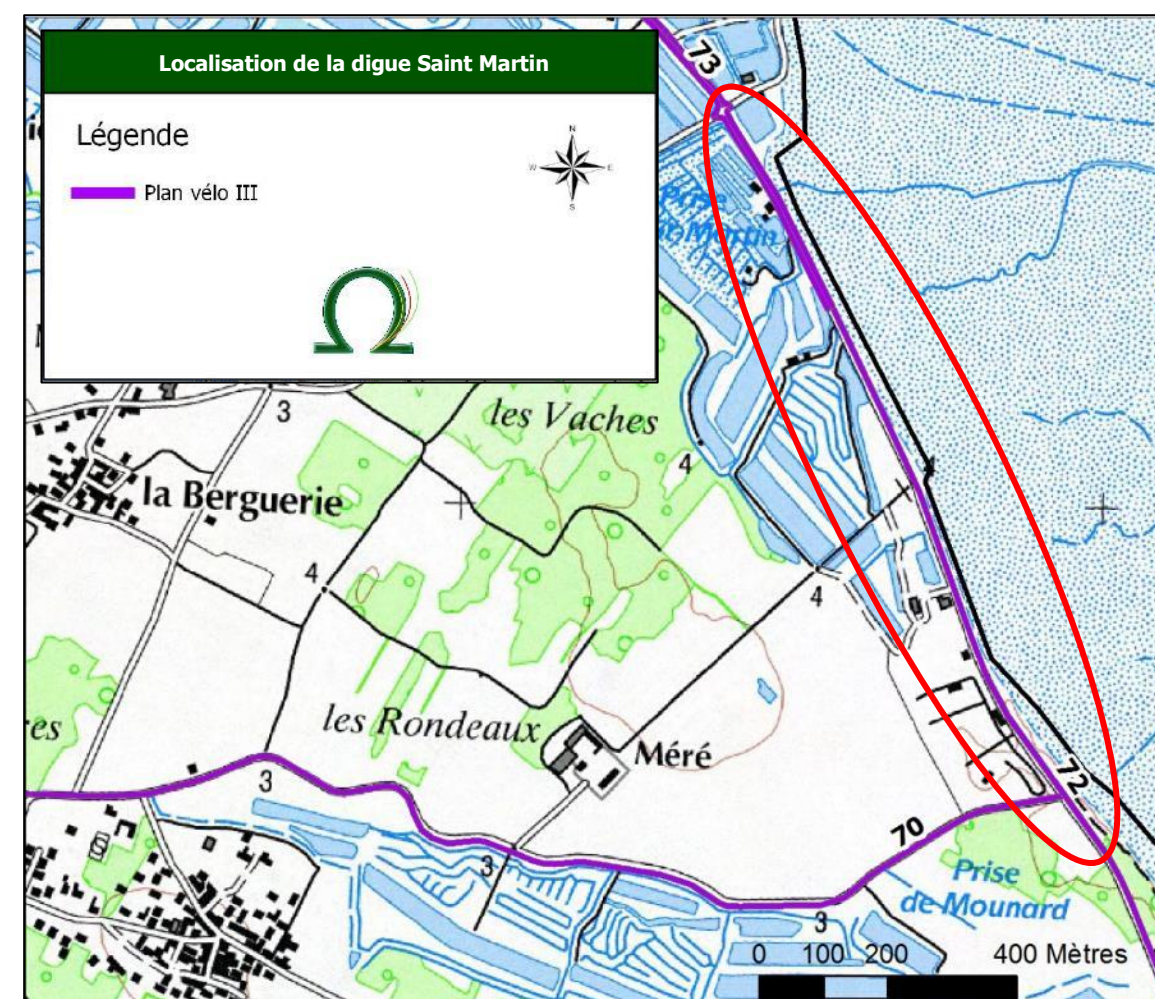 Localisation de la digue Saint Martin
Légende
N
W
E
S
Plan vélo III
Ω
73
3
les Vaches
4
la Berguerie
4
4
les Rondeaux
Méré
3
72
es
70
3
Prise
de Mounard
3
0 100 200 400 Mètres